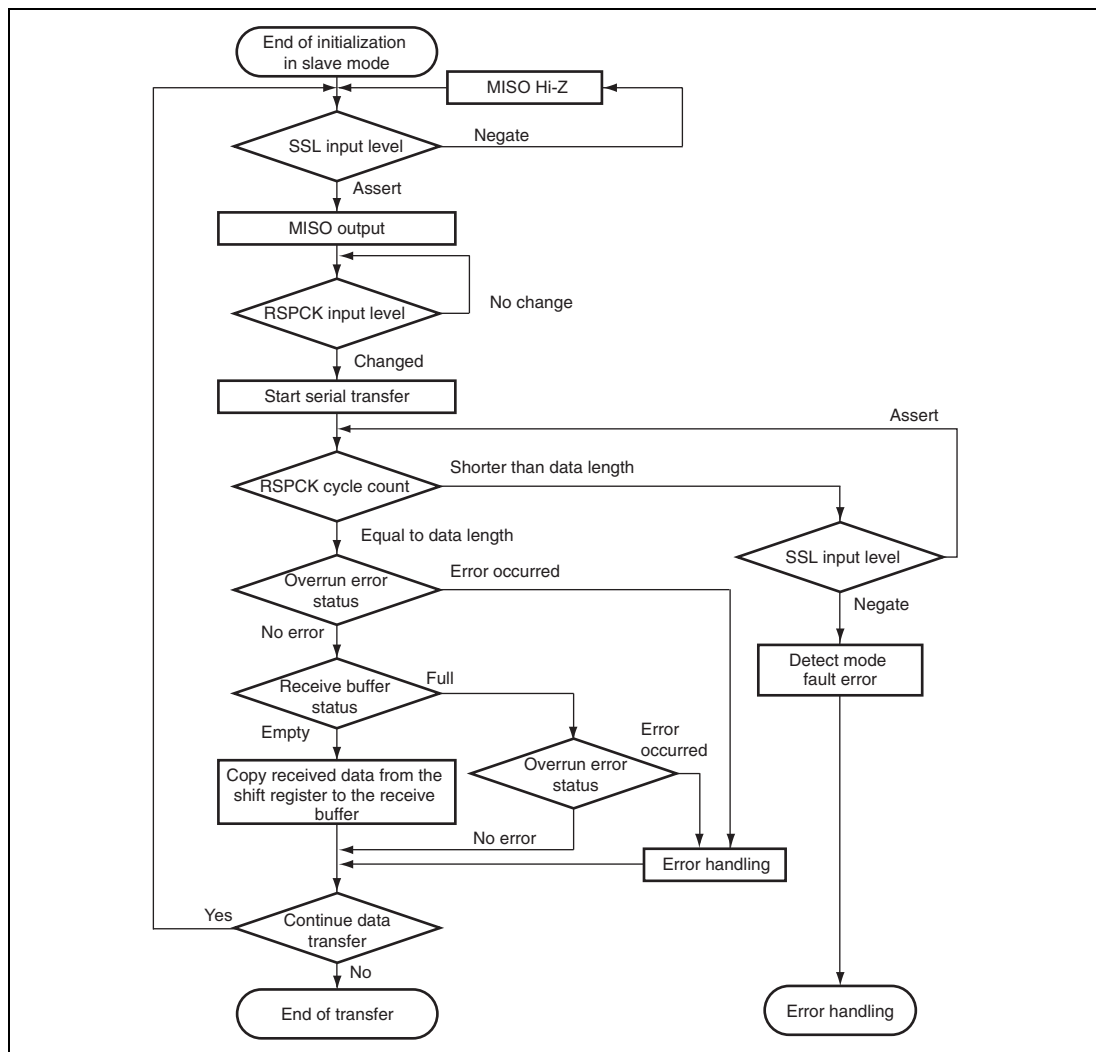 End of initialization
in slave mode
MISO Hi-Z
SSL input level
Negate
Assert
MISO output
RSPCK input level
No change
Changed
Start serial transfer
Assert
RSPCK cycle count
Shorter than data length
Equal to data length
SSL input level
Overrun error
status
Error occurred
Negate
No error
Detect mode
fault error
Receive buffer
status
Full
Empty
Error
occurred
Overrun error
status
Copy received data from the
shift register to the receive
buffer
No error
Error handling
Yes
Continue data
transfer
No
End of transfer
Error handling